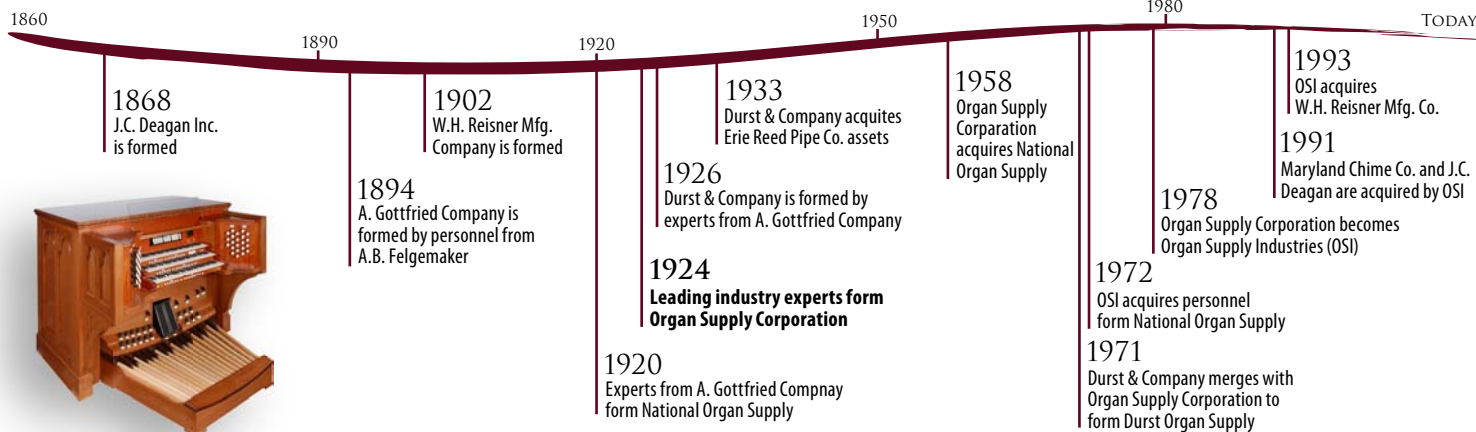 1860
1890
1920
1950
1980
TODAY
1868
J.C. Deagan Inc.
is formed
1894
A. Gottfried Company is
formed by personnel from
A.B. Felgemaker
1902
W.H. Reisner Mfg.
Company is formed
1920
Experts from A. Gottfried Compnay
form National Organ Supply
1924
Leading industry experts form
Organ Supply Corporation
1926
Durst & Company is formed by
experts from A. Gottfried Company
1933
Durst & Company acquites
Erie Reed Pipe Co. assets
1958
Organ Supply
Corparation
acquires National
Organ Supply
1971
Durst & Company merges with
Organ Supply Corporation to
form Durst Organ Supply
1972
OSI acquires personnel
form National Organ Supply
1978
Organ Supply Corporation becomes
Organ Supply Industries (OSI)
1991
Maryland Chime Co. and J.C.
Deagan are acquired by OSI
1993
OSI acquires
W.H. Reisner Mfg. Co.